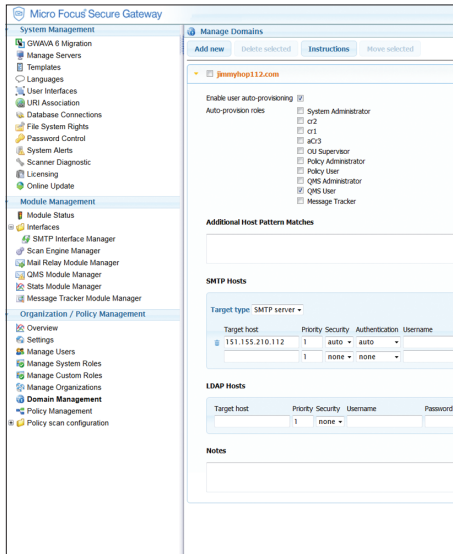 Micro Focus Secure Gateway
System Management
GWAVA 6 Migration
Manage Servers
Templates
Languages
User Interfaces
URI Association
Database Connections
File System Rights
Password Control
System Alerts
Scanner Diagnostic
Licensing
Online Update
Module Management
Module Status
Interfaces
SMTP Interface Manager
Scan Engine Manager
Mail Relay Module Manager
QMS Module Manager
Stats Module Manager
Message Tracker Module Manager
Organization / Policy Management
Overview
Settings
Manage Users
Manage System Roles
Manage Custom Roles
Manage Organizations
Domain Management
Policy Management
Policy scan configuration
Manage Domains
Add new Delete selected Instructions Move selected
jimmyhop112.com
Enable user auto-provisioning
Auto-provision roles
System Administrator
cr2
cr1
aCr3
OU Supervisor
Policy Administrator
Policy User
QMS Administrator
QMS User
Message Tracker
Additional Host Pattern Matches
SMTP Hosts
Target type SMTP server
Target host Priority Security Authentication Username
151.155.210.112 1 auto auto
1 none none
LDAP Hosts
Target host Priority Security Username Password
1 none
Notes